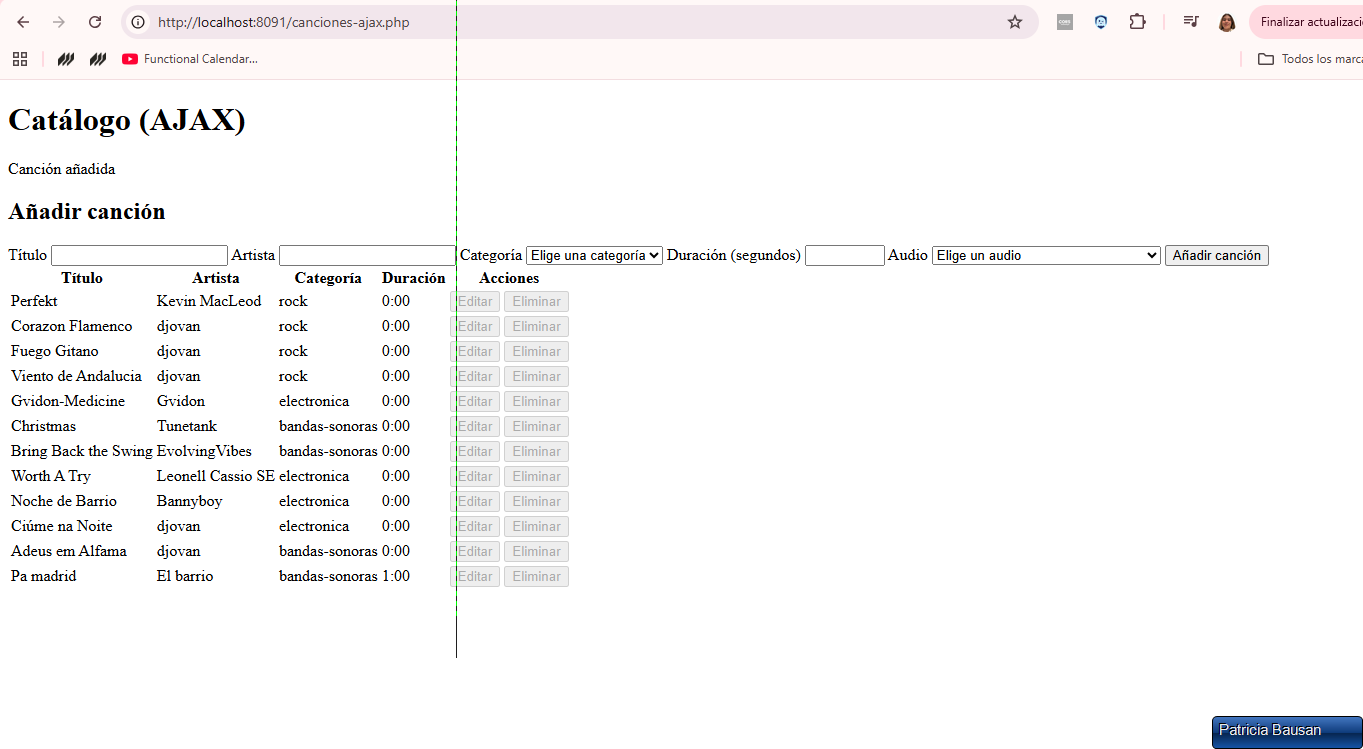 http://localhost:8091/canciones-ajax.php
Finalizar actualizació
Functional Calendar...
Todos los marca
Catálogo (AJAX)
Canción añadida
Añadir canción
Título Artista Categoría Elige una categoría Duración (segundos) Audio Elige un audio Añadir canción
Título Artista Categoría Duración Acciones
Perfekt Kevin MacLeod rock 0:00 Editar Eliminar
Corazon Flamenco djovan rock 0:00 Editar Eliminar
Fuego Gitano djovan rock 0:00 Editar Eliminar
Viento de Andalucia djovan rock 0:00 Editar Eliminar
Gvidon-Medicine Gvidon electronica 0:00 Editar Eliminar
Christmas Tunetank bandas-sonoras 0:00 Editar Eliminar
Bring Back the Swing EvolvingVibes bandas-sonoras 0:00 Editar Eliminar
Worth A Try Leonell Cassio SE electronica 0:00 Editar Eliminar
Noche de Barrio Bannyboy electronica 0:00 Editar Eliminar
Ciúme na Noite djovan electronica 0:00 Editar Eliminar
Adeus em Alfama djovan bandas-sonoras 0:00 Editar Eliminar
Pa madrid El barrio bandas-sonoras 1:00 Editar Eliminar
Patricia Bausan